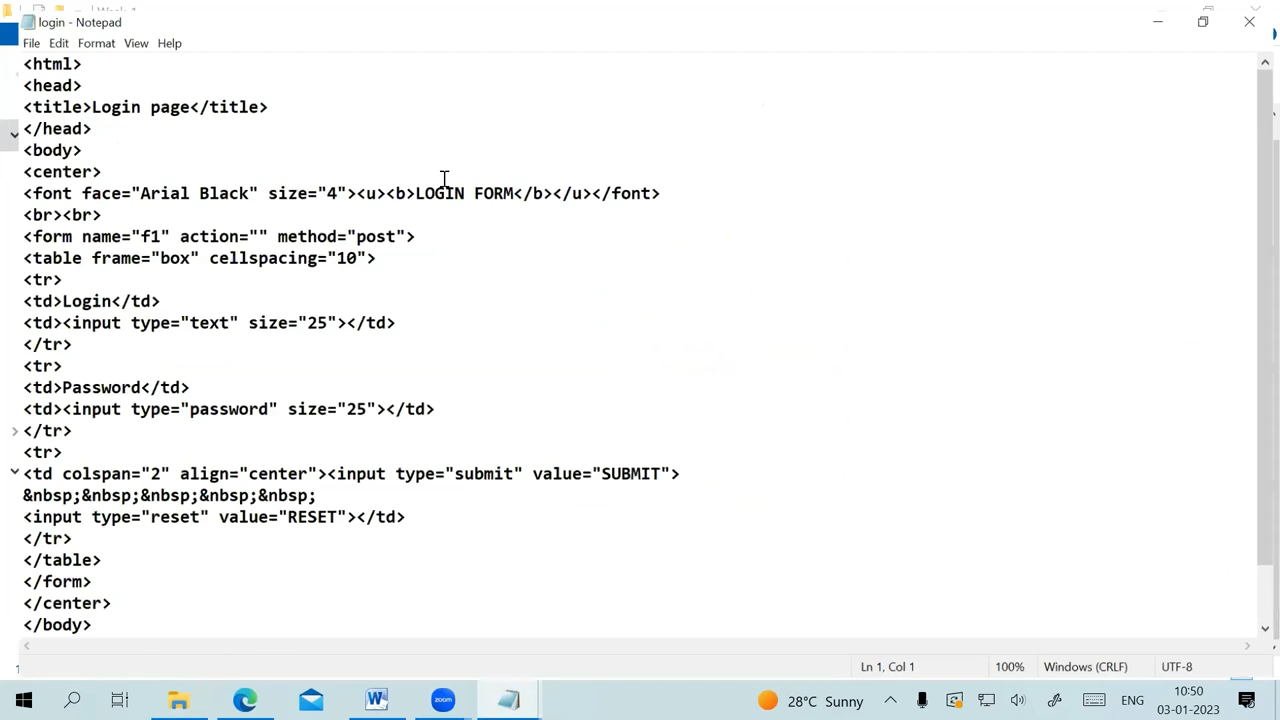 login - Notepad
File Edit Format View Help
<html>
<head>
<title>Login page</title>
</head>
<body>
<center>
<font face="Arial Black" size="4"><u><b>LOGIN FORM</b></u></font>
<br><br>
<form name="f1" action="" method="post">
<table frame="box" cellspacing="10">
<tr>
<td>Login</td>
<td><input type="text" size="25"></td>
</tr>
<tr>
<td>Password</td>
<td><input type="password" size="25"></td>
</tr>
<tr>
<td colspan="2" align="center"><input type="submit" value="SUBMIT">
&nbsp;&nbsp;&nbsp;&nbsp;&nbsp;
<input type="reset" value="RESET"></td>
</tr>
</table>
</form>
</center>
</body>
Ln 1, Col 1 100% Windows (CRLF) UTF-8
zoom
28°C Sunny ENG 10:50
03-01-2023